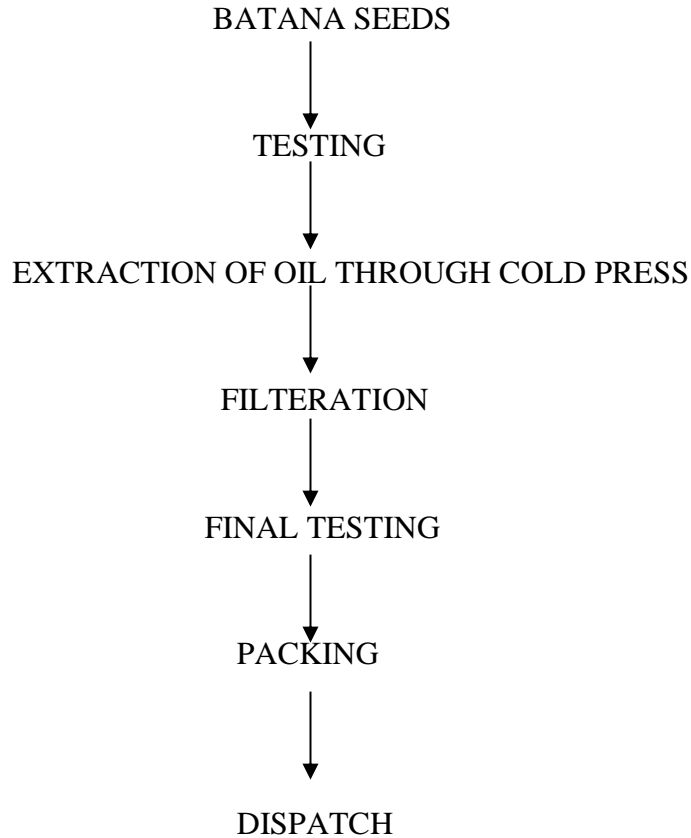 BATANA SEEDS
TESTING
EXTRACTION OF OIL THROUGH COLD PRESS
FILTERATION
FINAL TESTING
PACKING
DISPATCH